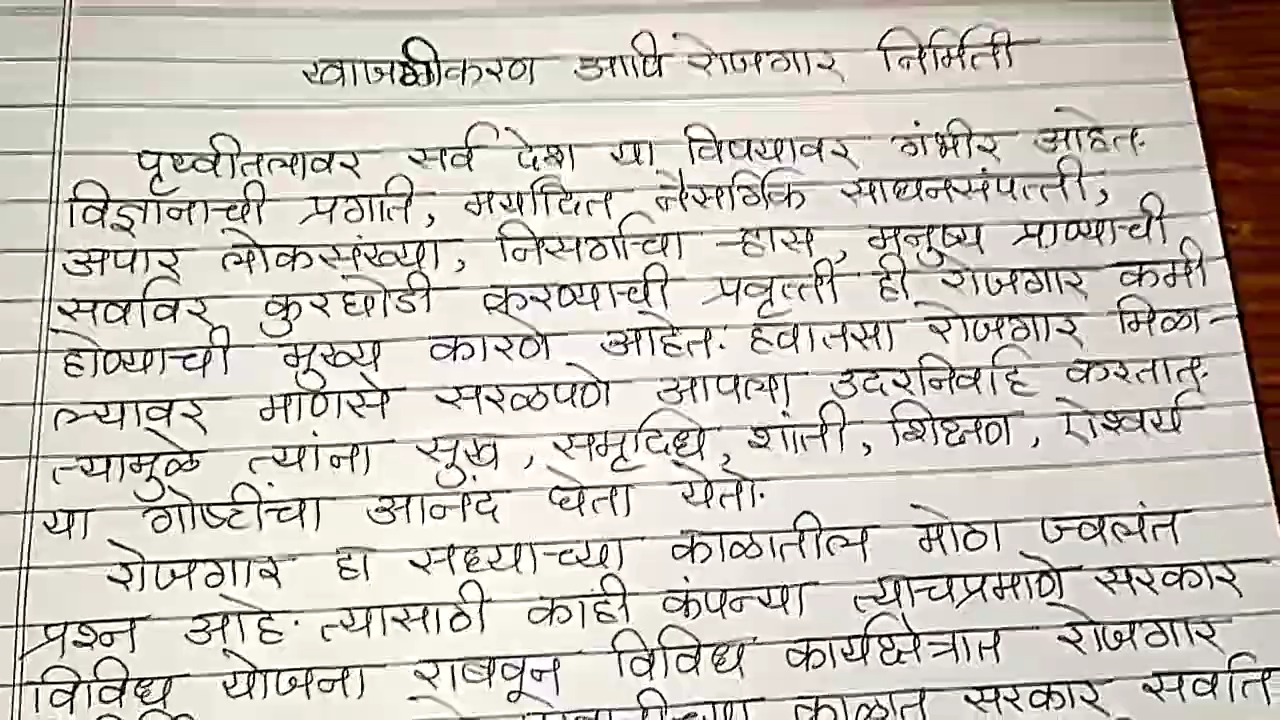 खाजगीकरण आणि रोजगार निर्मिती
पृथ्वीतलावर सर्व देश या विषयावर गंभीर आहेत.
विज्ञानाची प्रगति, मर्यादित नैसर्गिक साधनसंपत्ती,
अपार लोकसंख्या, निसर्गाचा ऱ्हास, मनुष्य प्राण्याची
सर्वांवर कुरघोडी करण्याची प्रवृत्ती ही रोजगार कमी
होण्याची मुख्य कारणे आहेत. हवातसा रोजगार मिळा-
ल्यावर माणसे सरळपणे आपला उदरनिर्वाह करतात.
त्यामुळे त्यांना सुख, समृद्धि, शांती, शिक्षण, ऐश्वर्य
या गोष्टींचा आनंद घेता येतो.
रोजगार हा सध्याच्या काळातील मोठा ज्वलंत
प्रश्न आहे. त्यासाठी काही कंपन्या त्याचप्रमाणे सरकार
विविध योजना राबवून विविध कार्यक्षेत्रात रोजगार
काळात सरकार सर्वात